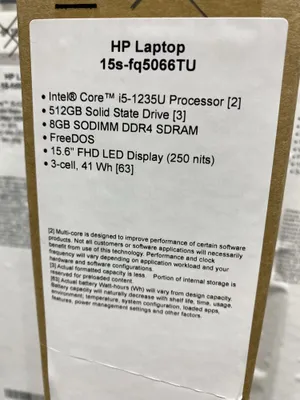 HP Laptop
15s-fq5066TU
• Intel® Core™ i5-1235U Processor [2]
• 512GB Solid State Drive [3]
• 8GB SODIMM DDR4 SDRAM
• FreeDOS
• 15.6" FHD LED Display (250 nits)
• 3-cell, 41 Wh [63]
[2] Multi-core is designed to improve performance of certain software
products. Not all customers or software applications will necessarily
benefit from use of this technology. Performance and clock
frequency will vary depending on application workload and your
hardware and software configurations.
[3] Actual formatted capacity is less. Portion of internal storage is
reserved for preloaded content.
[63] Actual battery Watt-hours (Wh) will vary from design capacity.
Battery capacity will naturally decrease with shelf life, time, usage,
environment, temperature, system configuration, loaded apps,
features, power management settings and other factors.